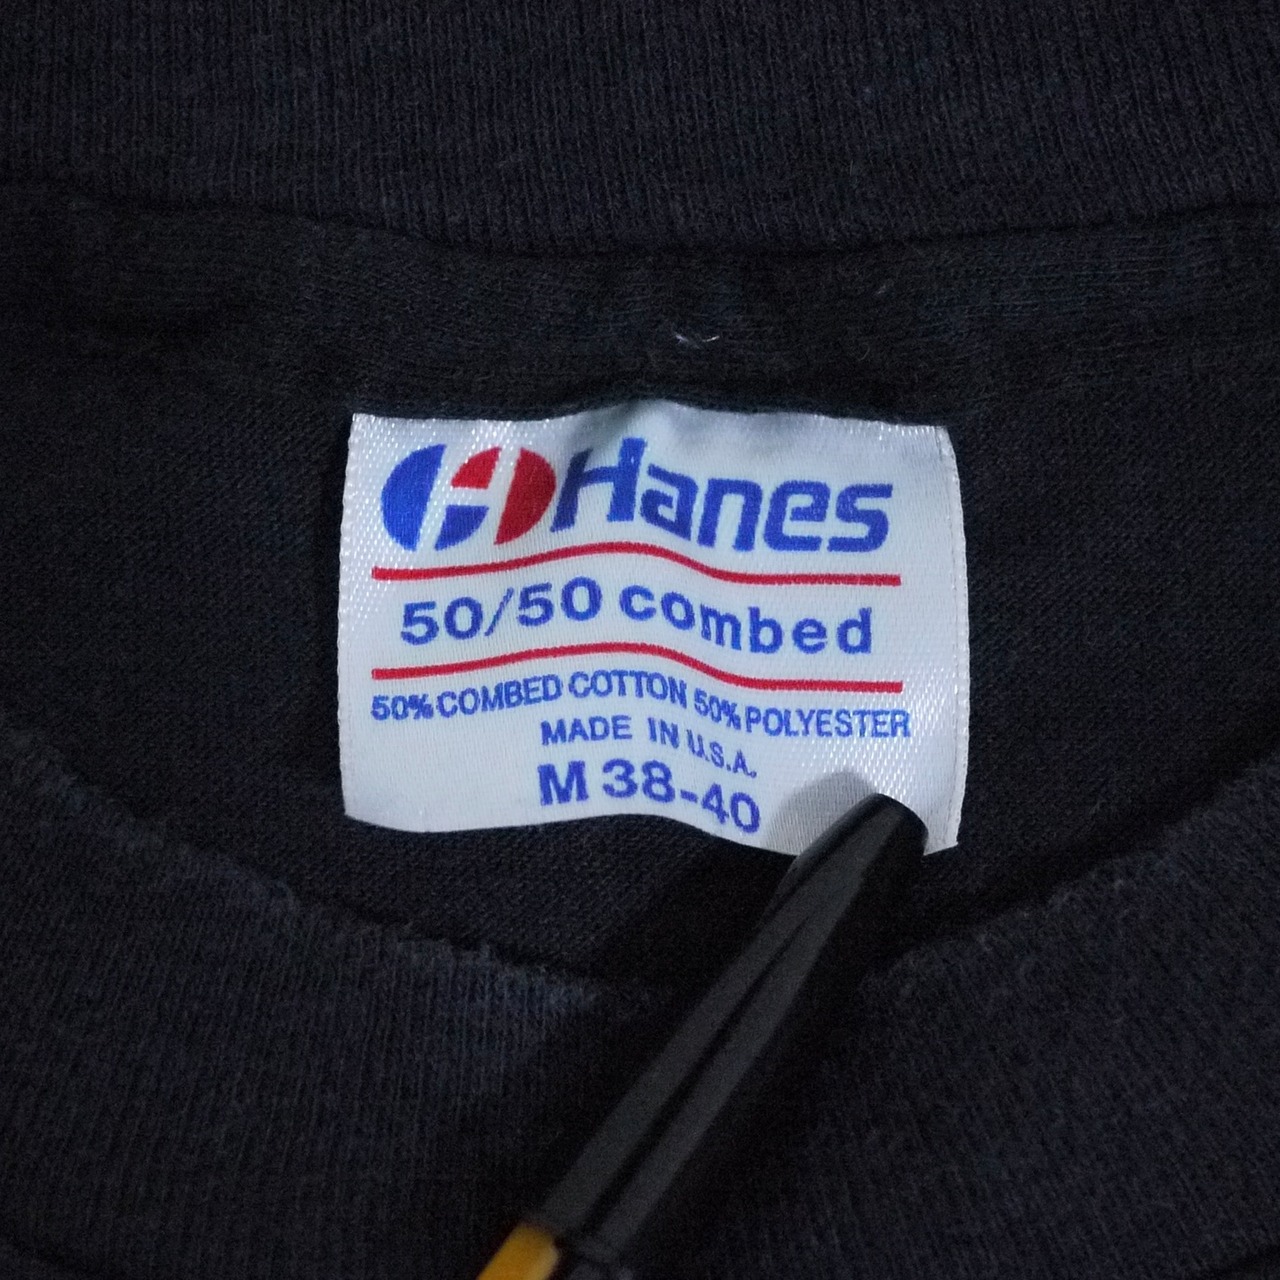 Hanes
50/50 combed
50% COMBED COTTON 50% POLYESTER
MADE IN U.S.A.
M 38-40